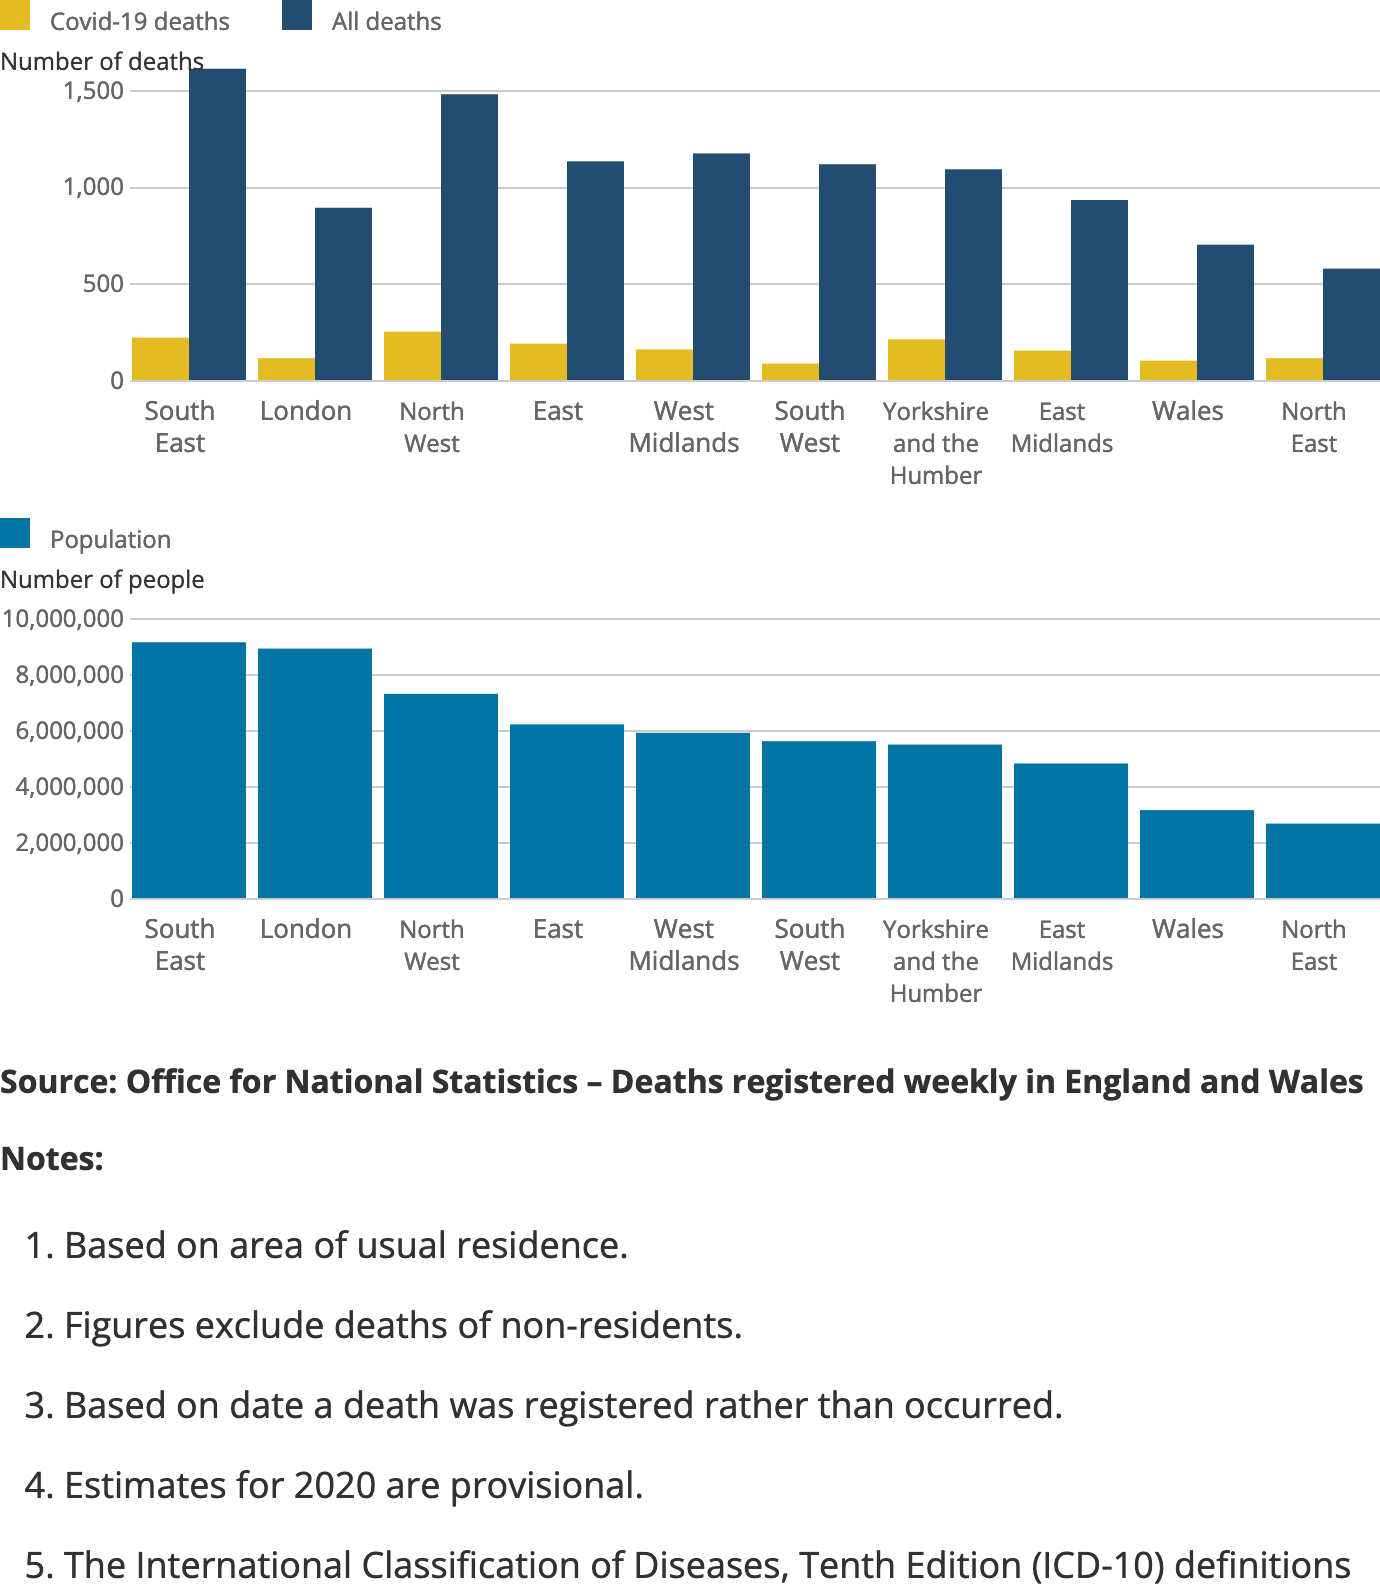 Covid-19 deaths All deaths
Number of deaths
1,500
1,000
500
0
South East London North West East West Midlands South West Yorkshire and the Humber East Midlands Wales North East
Population
Number of people
10,000,000
8,000,000
6,000,000
4,000,000
2,000,000
0
South East London North West East West Midlands South West Yorkshire and the Humber East Midlands Wales North East
Source: Office for National Statistics – Deaths registered weekly in England and Wales
Notes:
1. Based on area of usual residence.
2. Figures exclude deaths of non-residents.
3. Based on date a death was registered rather than occurred.
4. Estimates for 2020 are provisional.
5. The International Classification of Diseases, Tenth Edition (ICD-10) definitions